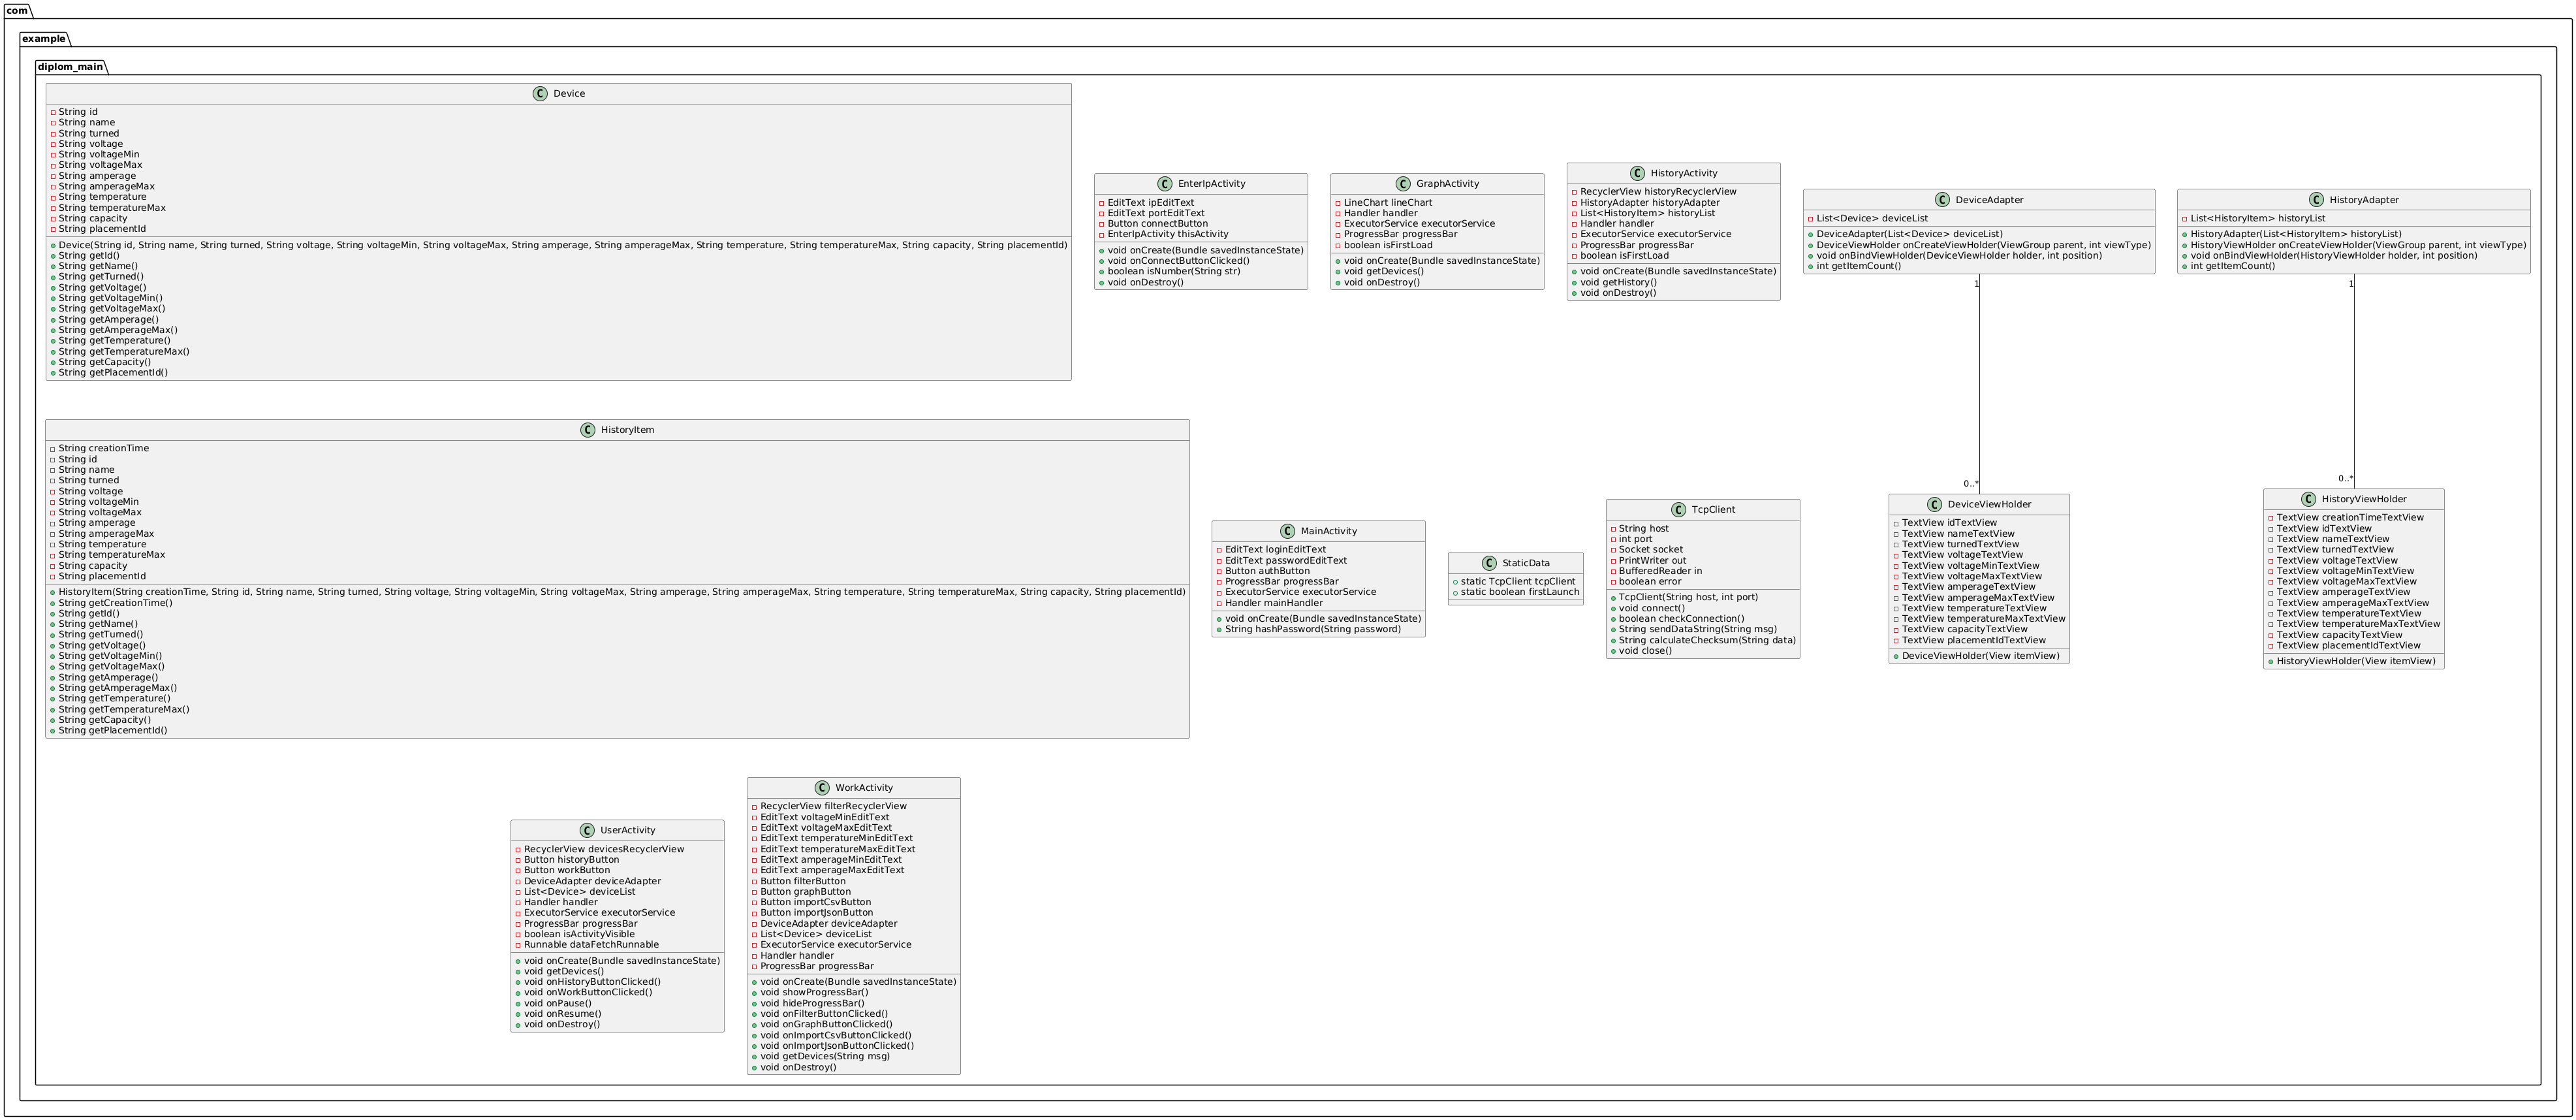 com
example
diplom_main
Device
String id
String name
String turned
String voltage
String voltageMin
String voltageMax
String amperage
String amperageMax
String temperature
String temperatureMax
String capacity
String placementId
Device(String id, String name, String turned, String voltage, String voltageMin, String voltageMax, String amperage, String amperageMax, String temperature, String temperatureMax, String capacity, String placementId)
String getId()
String getName()
String getTurned()
String getVoltage()
String getVoltageMin()
String getVoltageMax()
String getAmperage()
String getAmperageMax()
String getTemperature()
String getTemperatureMax()
String getCapacity()
String getPlacementId()
EnterIpActivity
EditText ipEditText
EditText portEditText
Button connectButton
EnterIpActivity thisActivity
void onCreate(Bundle savedInstanceState)
void onConnectButtonClicked()
boolean isNumber(String str)
void onDestroy()
GraphActivity
LineChart lineChart
Handler handler
ExecutorService executorService
ProgressBar progressBar
boolean isFirstLoad
void onCreate(Bundle savedInstanceState)
void getDevices()
void onDestroy()
HistoryActivity
RecyclerView historyRecyclerView
HistoryAdapter historyAdapter
List<HistoryItem> historyList
Handler handler
ExecutorService executorService
ProgressBar progressBar
boolean isFirstLoad
void onCreate(Bundle savedInstanceState)
void getHistory()
void onDestroy()
DeviceAdapter
List<Device> deviceList
DeviceAdapter(List<Device> deviceList)
DeviceViewHolder onCreateViewHolder(ViewGroup parent, int viewType)
void onBindViewHolder(DeviceViewHolder holder, int position)
int getItemCount()
1
0..*
HistoryAdapter
List<HistoryItem> historyList
HistoryAdapter(List<HistoryItem> historyList)
HistoryViewHolder onCreateViewHolder(ViewGroup parent, int viewType)
void onBindViewHolder(HistoryViewHolder holder, int position)
int getItemCount()
1
0..*
HistoryItem
String creationTime
String id
String name
String turned
String voltage
String voltageMin
String voltageMax
String amperage
String amperageMax
String temperature
String temperatureMax
String capacity
String placementId
HistoryItem(String creationTime, String id, String name, String turned, String voltage, String voltageMin, String voltageMax, String amperage, String amperageMax, String temperature, String temperatureMax, String capacity, String placementId)
String getCreationTime()
String getId()
String getName()
String getTurned()
String getVoltage()
String getVoltageMin()
String getVoltageMax()
String getAmperage()
String getAmperageMax()
String getTemperature()
String getTemperatureMax()
String getCapacity()
String getPlacementId()
MainActivity
EditText loginEditText
EditText passwordEditText
Button authButton
ProgressBar progressBar
ExecutorService executorService
Handler mainHandler
void onCreate(Bundle savedInstanceState)
String hashPassword(String password)
StaticData
static TcpClient tcpClient
static boolean firstLaunch
TcpClient
String host
int port
Socket socket
PrintWriter out
BufferedReader in
boolean error
TcpClient(String host, int port)
void connect()
boolean checkConnection()
String sendDataString(String msg)
String calculateChecksum(String data)
void close()
DeviceViewHolder
TextView idTextView
TextView nameTextView
TextView turnedTextView
TextView voltageTextView
TextView voltageMinTextView
TextView voltageMaxTextView
TextView amperageTextView
TextView amperageMaxTextView
TextView temperatureTextView
TextView temperatureMaxTextView
TextView capacityTextView
TextView placementIdTextView
DeviceViewHolder(View itemView)
HistoryViewHolder
TextView creationTimeTextView
TextView idTextView
TextView nameTextView
TextView turnedTextView
TextView voltageTextView
TextView voltageMinTextView
TextView voltageMaxTextView
TextView amperageTextView
TextView amperageMaxTextView
TextView temperatureTextView
TextView temperatureMaxTextView
TextView capacityTextView
TextView placementIdTextView
HistoryViewHolder(View itemView)
UserActivity
RecyclerView devicesRecyclerView
Button historyButton
Button workButton
DeviceAdapter deviceAdapter
List<Device> deviceList
Handler handler
ExecutorService executorService
ProgressBar progressBar
boolean isActivityVisible
Runnable dataFetchRunnable
void onCreate(Bundle savedInstanceState)
void getDevices()
void onHistoryButtonClicked()
void onWorkButtonClicked()
void onPause()
void onResume()
void onDestroy()
WorkActivity
RecyclerView filterRecyclerView
EditText voltageMinEditText
EditText voltageMaxEditText
EditText temperatureMinEditText
EditText temperatureMaxEditText
EditText amperageMinEditText
EditText amperageMaxEditText
Button filterButton
Button graphButton
Button importCsvButton
Button importJsonButton
DeviceAdapter deviceAdapter
List<Device> deviceList
ExecutorService executorService
Handler handler
ProgressBar progressBar
void onCreate(Bundle savedInstanceState)
void showProgressBar()
void hideProgressBar()
void onFilterButtonClicked()
void onGraphButtonClicked()
void onImportCsvButtonClicked()
void onImportJsonButtonClicked()
void getDevices(String msg)
void onDestroy()